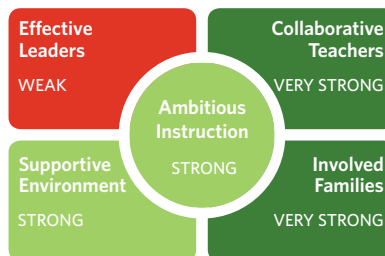 Effective
Leaders
WEAK
Collaborative
Teachers
VERY STRONG
Ambitious
Instruction
STRONG
Supportive
Environment
STRONG
Involved
Families
VERY STRONG